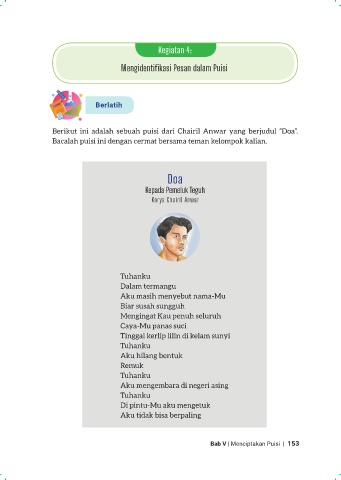 Kegiatan 4:
Mengidentifikasi Pesan dalam Puisi
Berlatih
Berikut ini adalah sebuah puisi dari Chairil Anwar yang berjudul "Doa".
Bacalah puisi ini dengan cermat bersama teman kelompok kalian.
Doa
Kepada Pemeluk Teguh
Karya Chairil Anwar
Tuhanku
Dalam termangu
Aku masih menyebut nama-Mu
Biar susah sungguh
Mengingat Kau penuh seluruh
Caya-Mu panas suci
Tinggal kerlip lilin di kelam sunyi
Tuhanku
Aku hilang bentuk
Remuk
Tuhanku
Aku mengembara di negeri asing
Tuhanku
Di pintu-Mu aku mengetuk
Aku tidak bisa berpaling
Bab V | Menciptakan Puisi | 153